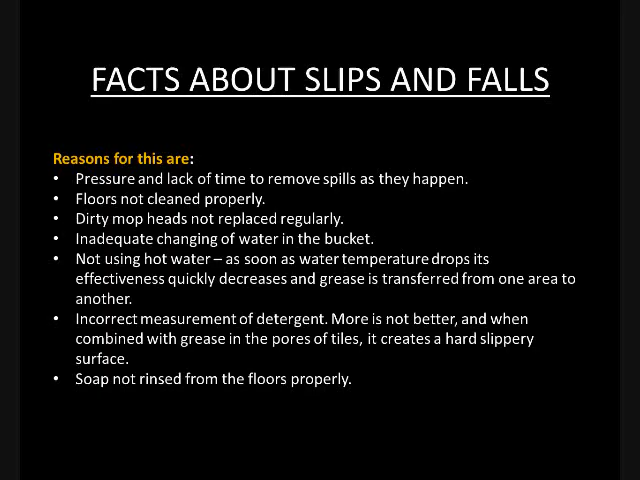 FACTS ABOUT SLIPS AND FALLS
Reasons for this are:
• Pressure and lack of time to remove spills as they happen.
• Floors not cleaned properly.
• Dirty mop heads not replaced regularly.
• Inadequate changing of water in the bucket.
• Not using hot water – as soon as water temperature drops its
effectiveness quickly decreases and grease is transferred from one area to
another.
• Incorrect measurement of detergent. More is not better, and when
combined with grease in the pores of tiles, it creates a hard slippery
surface.
• Soap not rinsed from the floors properly.